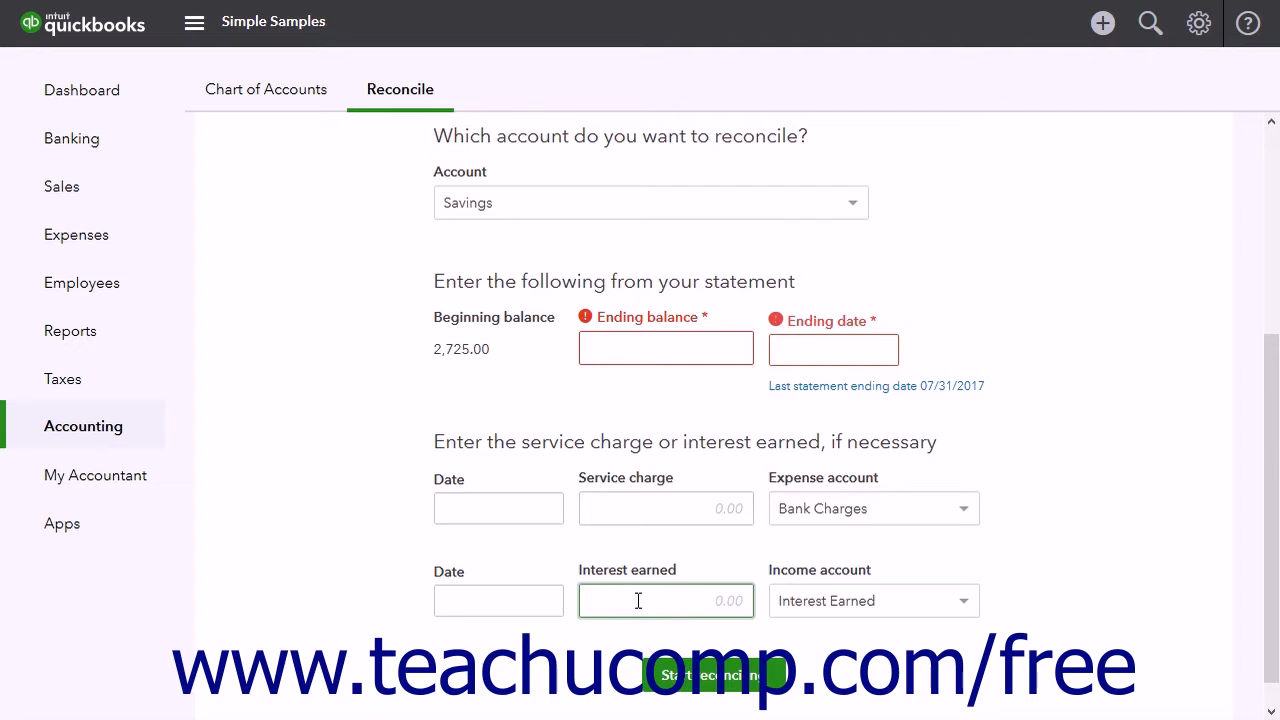 intuit
quickbooks
Simple Samples
Dashboard
Banking
Sales
Expenses
Employees
Reports
Taxes
Accounting
My Accountant
Apps
Chart of Accounts
Reconcile
Which account do you want to reconcile?
Account
Savings
Enter the following from your statement
Beginning balance
2,725.00
Ending balance *
Ending date *
Last statement ending date 07/31/2017
Enter the service charge or interest earned, if necessary
Date
Service charge
0.00
Expense account
Bank Charges
Date
Interest earned
0.00
Income account
Interest Earned
Start reconciling
www.teachucomp.com/free